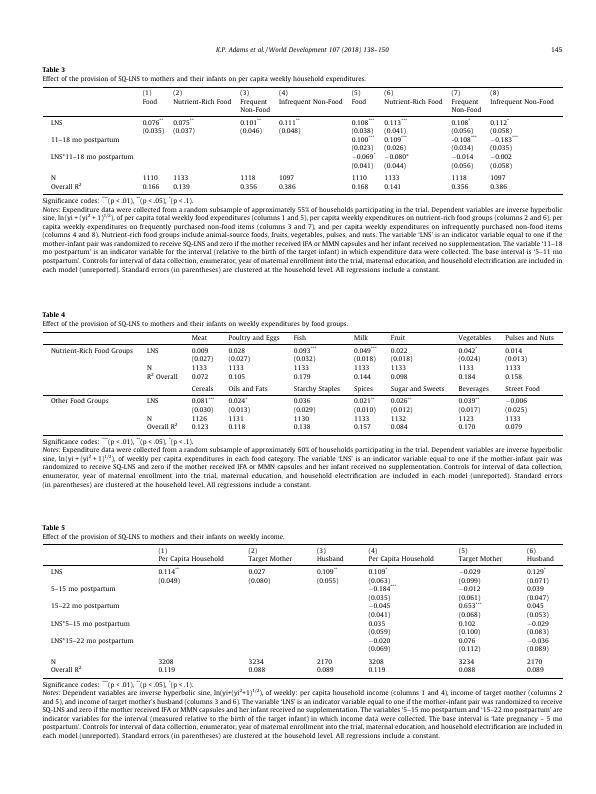 K.P. Adams et al. / World Development 107 (2018) 138–150 145
Table 3
Effect of the provision of SQ-LNS to mothers and their infants on per capita weekly household expenditures.
(1) (2) (3) (4) (5) (6) (7) (8)
Food Nutrient-Rich Food Frequent Infrequent Non-Food Food Nutrient-Rich Food Frequent Infrequent Non-Food
Non-Food Non-Food
LNS 0.076** 0.075** 0.101** 0.111** 0.108*** 0.113*** 0.108* 0.112*
(0.035) (0.037) (0.046) (0.048) (0.038) (0.041) (0.056) (0.058)
11–18 mo postpartum 0.100*** 0.109*** -0.108*** −0.183***
(0.023) (0.026) (0.034) (0.035)
LNS*11–18 mo postpartum −0.069* −0.080* −0.014 −0.002
(0.041) (0.044) (0.056) (0.058)
N 1110 1133 1118 1097 1110 1133 1118 1097
Overall R² 0.166 0.139 0.356 0.386 0.168 0.141 0.356 0.386
Significance codes: ***(p < .01), **(p < .05), *(p < .1).
Notes: Expenditure data were collected from a random subsample of approximately 55% of households participating in the trial. Dependent variables are inverse hyperbolic
sine, ln(yi + (yi² + 1)^1/2), of per capita total weekly food expenditures (columns 1 and 5), per capita weekly expenditures on nutrient-rich food groups (columns 2 and 6), per
capita weekly expenditures on frequently purchased non-food items (columns 3 and 7), and per capita weekly expenditures on infrequently purchased non-food items
(columns 4 and 8). Nutrient-rich food groups include animal-source foods, fruits, vegetables, pulses, and nuts. The variable 'LNS' is an indicator variable equal to one if the
mother-infant pair was randomized to receive SQ-LNS and zero if the mother received IFA or MMN capsules and her infant received no supplementation. The variable '11–18
mo postpartum' is an indicator variable for the interval (relative to the birth of the target infant) in which expenditure data were collected. The base interval is '5–11 mo
postpartum'. Controls for interval of data collection, enumerator, year of maternal enrollment into the trial, maternal education, and household electrification are included in
each model (unreported). Standard errors (in parentheses) are clustered at the household level. All regressions include a constant.
Table 4
Effect of the provision of SQ-LNS to mothers and their infants on weekly expenditures by food groups.
Meat Poultry and Eggs Fish Milk Fruit Vegetables Pulses and Nuts
Nutrient-Rich Food Groups LNS 0.009 0.028 0.093*** 0.049*** 0.022 0.042* 0.014
(0.027) (0.027) (0.032) (0.018) (0.018) (0.024) (0.013)
N 1133 1133 1133 1133 1133 1133 1133
R² Overall 0.072 0.105 0.179 0.144 0.098 0.184 0.158
Cereals Oils and Fats Starchy Staples Spices Sugar and Sweets Beverages Street Food
Other Food Groups LNS 0.081*** 0.024* 0.036 0.021** 0.026** 0.039** −0.006
(0.030) (0.013) (0.029) (0.010) (0.012) (0.017) (0.025)
N 1126 1131 1130 1133 1132 1123 1133
Overall R² 0.123 0.118 0.138 0.157 0.084 0.170 0.079
Significance codes: ***(p < .01), **(p < .05), *(p < .1).
Notes: Expenditure data were collected from a random subsample of approximately 60% of households participating in the trial. Dependent variables are inverse hyperbolic
sine, ln(yi + (yi² + 1)^1/2), of weekly per capita expenditures in each food category. The variable 'LNS' is an indicator variable equal to one if the mother-infant pair was
randomized to receive SQ-LNS and zero if the mother received IFA or MMN capsules and her infant received no supplementation. Controls for interval of data collection,
enumerator, year of maternal enrollment into the trial, maternal education, and household electrification are included in each model (unreported). Standard errors
(in parentheses) are clustered at the household level. All regressions include a constant.
Table 5
Effect of the provision of SQ-LNS to mothers and their infants on weekly income.
(1) (2) (3) (4) (5) (6)
Per Capita Household Target Mother Husband Per Capita Household Target Mother Husband
LNS 0.114** 0.027 0.109** 0.109* −0.029 0.129*
(0.049) (0.080) (0.055) (0.063) (0.099) (0.071)
5–15 mo postpartum −0.184*** −0.012 0.039
(0.035) (0.061) (0.047)
15–22 mo postpartum −0.045 0.653*** 0.045
(0.041) (0.068) (0.053)
LNS*5–15 mo postpartum 0.035 0.102 −0.029
(0.059) (0.100) (0.083)
LNS*15–22 mo postpartum −0.020 0.076 −0.036
(0.069) (0.112) (0.089)
N 3208 3234 2170 3208 3234 2170
Overall R² 0.119 0.088 0.089 0.119 0.088 0.089
Significance codes: ***(p < .01), **(p < .05), *(p < .1).
Notes: Dependent variables are inverse hyperbolic sine, ln(yi+(yi²+1)^1/2), of weekly: per capita household income (columns 1 and 4), income of target mother (columns 2
and 5), and income of target mother's husband (columns 3 and 6). The variable 'LNS' is an indicator variable equal to one if the mother-infant pair was randomized to receive
SQ-LNS and zero if the mother received IFA or MMN capsules and her infant received no supplementation. The variables '5–15 mo postpartum' and '15–22 mo postpartum' are
indicator variables for the interval (measured relative to the birth of the target infant) in which income data were collected. The base interval is 'late pregnancy – 5 mo
postpartum'. Controls for interval of data collection, enumerator, year of maternal enrollment into the trial, maternal education, and household electrification are included in
each model (unreported). Standard errors (in parentheses) are clustered at the household level. All regressions include a constant.